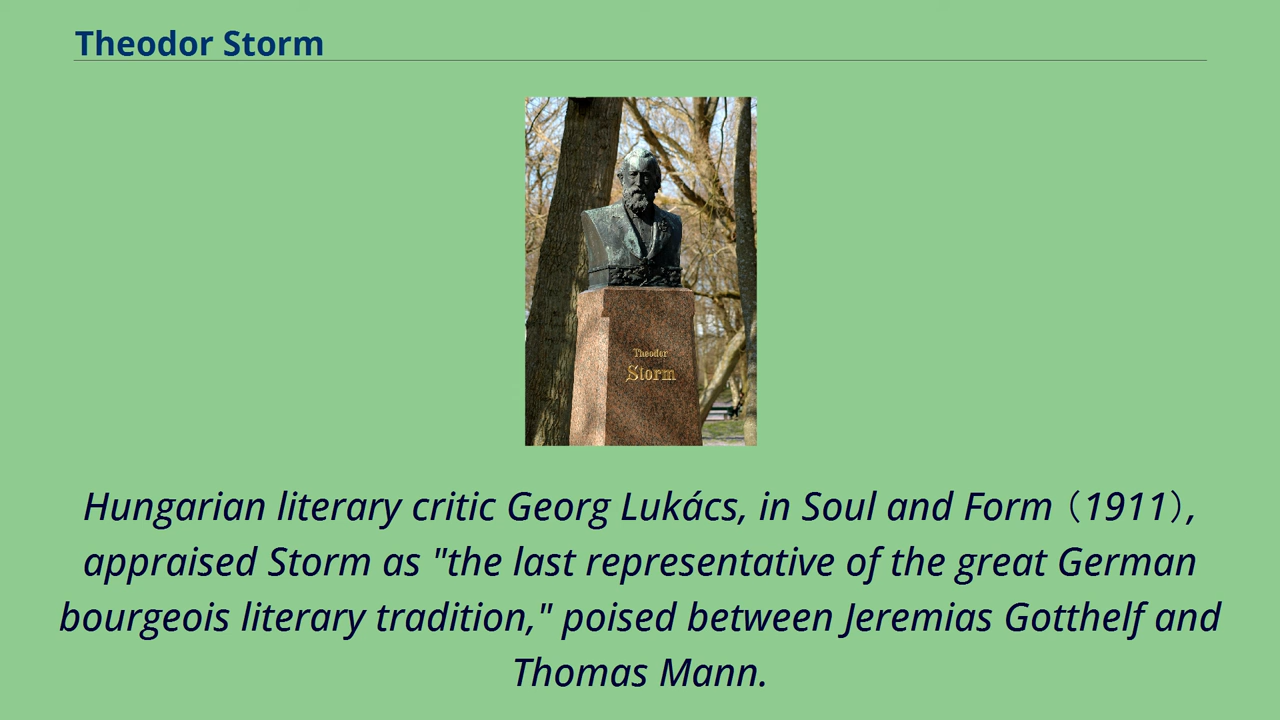 Theodor Storm
Theodor
Storm
Hungarian literary critic Georg Lukács, in Soul and Form（1911）,
appraised Storm as "the last representative of the great German
bourgeois literary tradition," poised between Jeremias Gotthelf and
Thomas Mann.